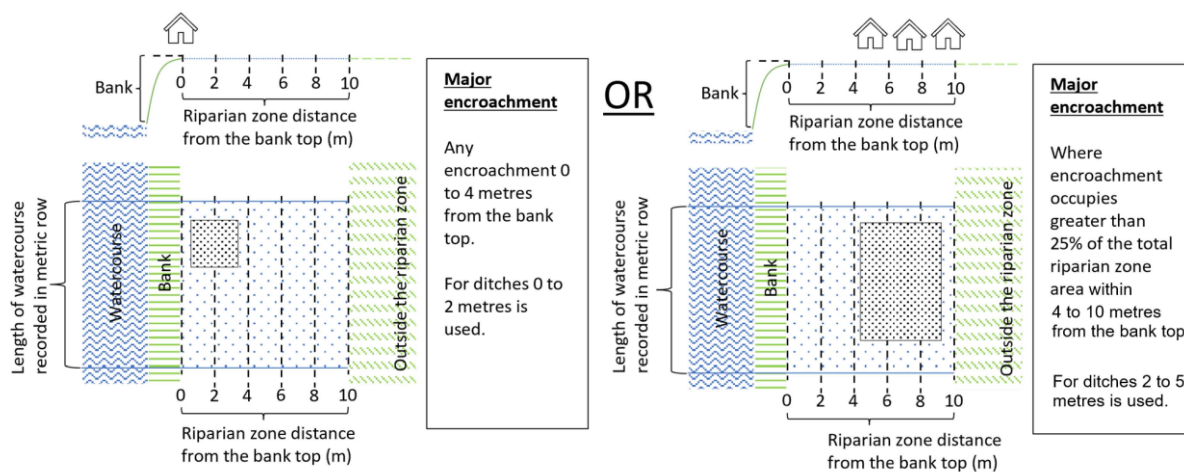 Bank
0 2 4 6 8 10
Riparian zone distance
from the bank top (m)
Length of watercourse
recorded in metric row
Watercourse
Bank
Outside the riparian zone
0 2 4 6 8 10
Riparian zone distance
from the bank top (m)
Major
encroachment
Any
encroachment 0
to 4 metres
from the bank
top.
For ditches 0 to
2 metres is
used.
OR
Bank
0 2 4 6 8 10
Riparian zone distance
from the bank top (m)
Length of watercourse
recorded in metric row
Watercourse
Bank
Outside the riparian zone
0 2 4 6 8 10
Riparian zone distance
from the bank top (m)
Major
encroachment
Where
encroachment
occupies
greater than
25% of the total
riparian zone
area within
4 to 10 metres
from the bank top
For ditches 2 to 5
metres is used.